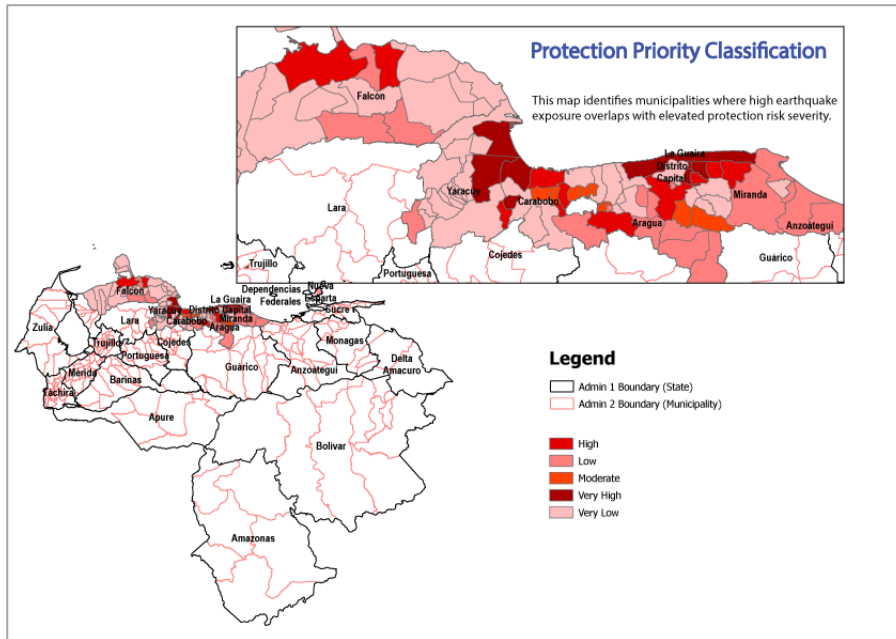 Protection Priority Classification
This map identifies municipalities where high earthquake
exposure overlaps with elevated protection risk severity.
Falcon
La Guaira
Distrito
Capital
Yaracuy
Carabobo
Miranda
Lara
Aragua
Anzoategui
Cojedes
Guárico
Trujillo
Portuguesa
Dependencias
Federales
Nueva
Esparta
La Guaira
Falcon
Sucre
Zulia
Lara
Yaracuy
Distrito Capital
Carabobo
Miranda
Aragua
Trujillo
Cojedes
Portuguesa
Monagas
Delta
Amacuro
Mérida
Barinas
Guárico
Anzoategui
Táchira
Apure
Bolivar
Amazonas
Legend
Admin 1 Boundary (State)
Admin 2 Boundary (Municipality)
High
Low
Moderate
Very High
Very Low